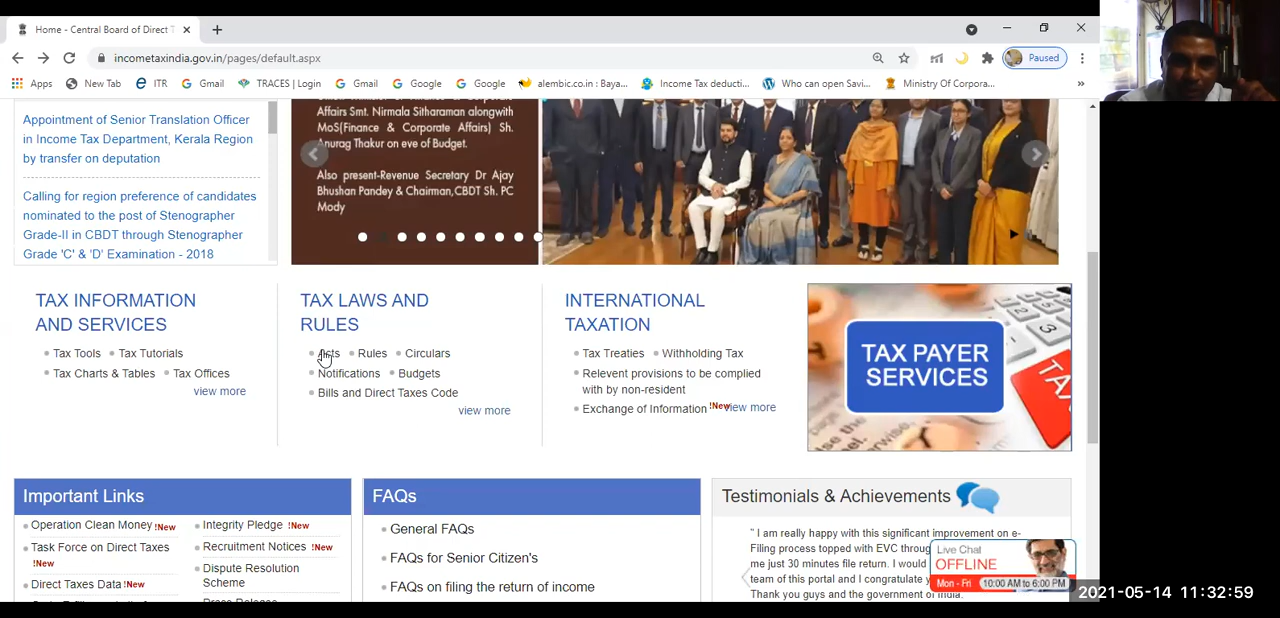 Home - Central Board of Direct T
incometaxindia.gov.in/pages/default.aspx
Paused
Apps
New Tab
ITR
Gmail
TRACES | Login
Gmail
Google
Google
alembic.co.in : Baya...
Income Tax deducti...
Who can open Savi...
Ministry Of Corpora...
»
Appointment of Senior Translation Officer
in Income Tax Department, Kerala Region
by transfer on deputation
Calling for region preference of candidates
nominated to the post of Stenographer
Grade-II in CBDT through Stenographer
Grade 'C' & 'D' Examination - 2018
Affairs Smt. Nirmala Sitharaman alongwith
MoS(Finance & Corporate Affairs) Sh.
Anurag Thakur on eve of Budget.
Also present-Revenue Secretary Dr Ajay
Bhushan Pandey & Chairman,CBDT Sh. PC
Mody
TAX INFORMATION
AND SERVICES
Tax Tools
Tax Tutorials
Tax Charts & Tables
Tax Offices
view more
TAX LAWS AND
RULES
Acts
Rules
Circulars
Notifications
Budgets
Bills and Direct Taxes Code
view more
INTERNATIONAL
TAXATION
Tax Treaties
Withholding Tax
Relevent provisions to be complied
with by non-resident
Exchange of Information !New
view more
TAX PAYER
SERVICES
Important Links
Operation Clean Money !New
Task Force on Direct Taxes
!New
Direct Taxes Data !New
Integrity Pledge !New
Recruitment Notices !New
Dispute Resolution
Scheme
FAQs
General FAQs
FAQs for Senior Citizen's
FAQs on filing the return of income
Testimonials & Achievements
" I am really happy with this significant improvement on e-
Filing process topped with EVC throu
me just 30 minutes file return. I would
team of this portal and I congratulate y
Thank you guys and the government of India.
Live Chat
OFFLINE
Mon - Fri 10:00 AM to 6:00 PM
2021-05-14 11:32:59